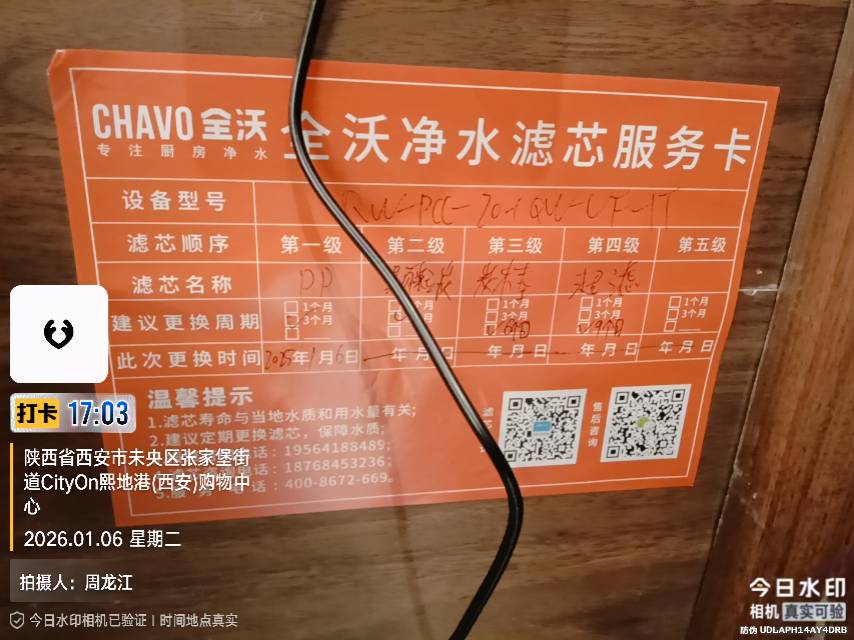 CHAVO 全沃
专注厨房净水
全沃净水滤芯服务卡
设备型号
滤芯顺序 第一级 第二级 第三级 第四级 第五级
滤芯名称 PP 炭棒 超滤
建议更换周期 1个月 1个月 1个月 1个月
3个月 3个月 3个月 3个月
6个月 9个月
此次更换时间 2025年1月6日 年 月 日 年 月 日 年 月 日 年 月 日
温馨提示
1.滤芯寿命与当地水质和用水量有关;
2.建议定期更换滤芯，保障水质;
话: 19564188489;
话: 18768453236;
话: 400-8672-669。
售后咨询
打卡 17:03
陕西省西安市未央区张家堡街
道CityOn熙地港(西安)购物中
心
2026.01.06 星期二
拍摄人：周龙江
今日水印相机已验证 | 时间地点真实
今日水印
相机 真实可验
防伪 UDLAPH14AY4DRB